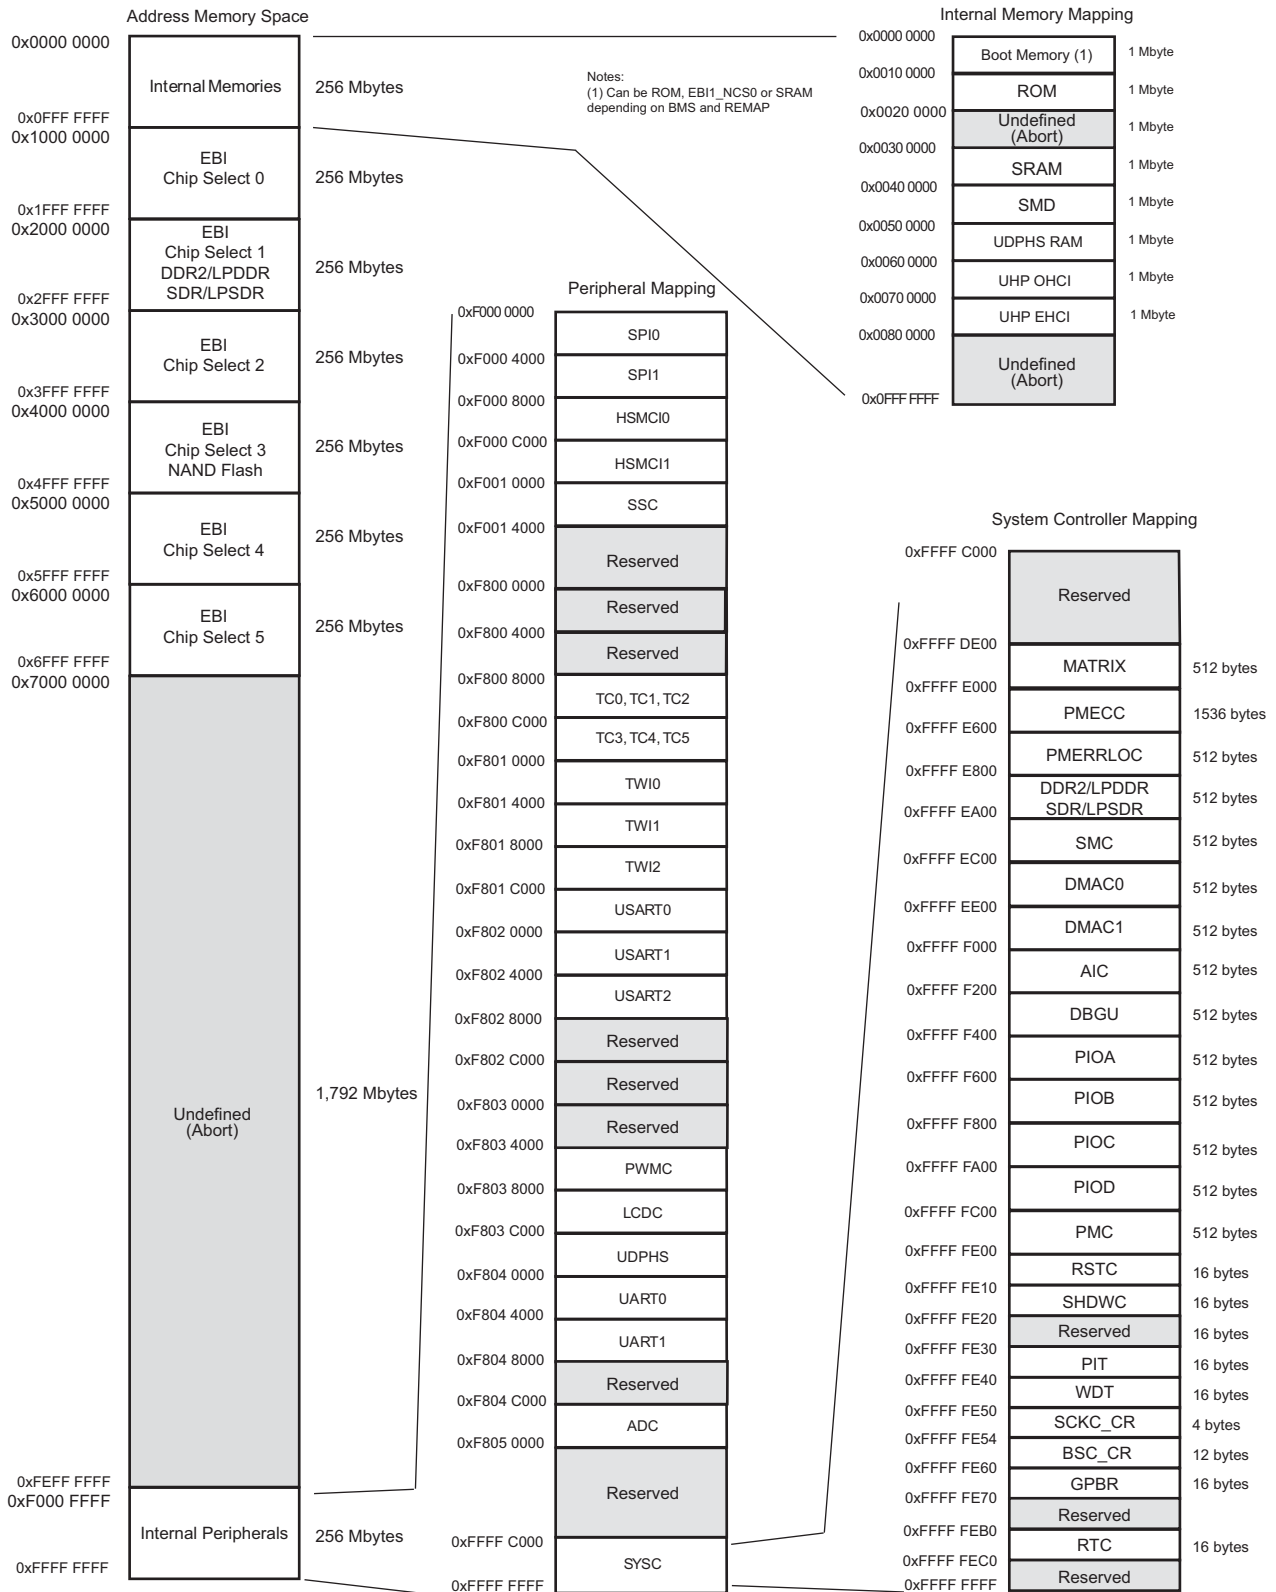 Address Memory Space
0x0000 0000
Internal Memories
256 Mbytes
0x0FFF FFFF
0x1000 0000
EBI
Chip Select 0
256 Mbytes
0x1FFF FFFF
0x2000 0000
EBI
Chip Select 1
DDR2/LPDDR
SDR/LPSDR
256 Mbytes
0x2FFF FFFF
0x3000 0000
EBI
Chip Select 2
256 Mbytes
0x3FFF FFFF
0x4000 0000
EBI
Chip Select 3
NAND Flash
256 Mbytes
0x4FFF FFFF
0x5000 0000
EBI
Chip Select 4
256 Mbytes
0x5FFF FFFF
0x6000 0000
EBI
Chip Select 5
256 Mbytes
0x6FFF FFFF
0x7000 0000
Undefined
(Abort)
1,792 Mbytes
0xFEFF FFFF
0xF000 FFFF
Internal Peripherals
256 Mbytes
0xFFFF FFFF
Notes:
(1) Can be ROM, EBI1_NCS0 or SRAM
depending on BMS and REMAP
Peripheral Mapping
0xF000 0000
SPI0
0xF000 4000
SPI1
0xF000 8000
HSMCI0
0xF000 C000
HSMCI1
0xF001 0000
SSC
0xF001 4000
Reserved
0xF800 0000
Reserved
0xF800 4000
Reserved
0xF800 8000
TC0, TC1, TC2
0xF800 C000
TC3, TC4, TC5
0xF801 0000
TWI0
0xF801 4000
TWI1
0xF801 8000
TWI2
0xF801 C000
USART0
0xF802 0000
USART1
0xF802 4000
USART2
0xF802 8000
Reserved
0xF802 C000
Reserved
0xF803 0000
Reserved
0xF803 4000
PWMC
0xF803 8000
LCDC
0xF803 C000
UDPHS
0xF804 0000
UART0
0xF804 4000
UART1
0xF804 8000
Reserved
0xF804 C000
ADC
0xF805 0000
Reserved
0xFFFF C000
SYSC
0xFFFF FFFF
Internal Memory Mapping
0x0000 0000
Boot Memory (1)
1 Mbyte
0x0010 0000
ROM
1 Mbyte
0x0020 0000
Undefined
(Abort)
1 Mbyte
0x0030 0000
SRAM
1 Mbyte
0x0040 0000
SMD
1 Mbyte
0x0050 0000
UDPHS RAM
1 Mbyte
0x0060 0000
UHP OHCI
1 Mbyte
0x0070 0000
UHP EHCI
1 Mbyte
0x0080 0000
Undefined
(Abort)
0x0FFF FFFF
System Controller Mapping
0xFFFF C000
Reserved
0xFFFF DE00
MATRIX
512 bytes
0xFFFF E000
PMECC
1536 bytes
0xFFFF E600
PMERRLOC
512 bytes
0xFFFF E800
DDR2/LPDDR
SDR/LPSDR
512 bytes
0xFFFF EA00
SMC
512 bytes
0xFFFF EC00
DMAC0
512 bytes
0xFFFF EE00
DMAC1
512 bytes
0xFFFF F000
AIC
512 bytes
0xFFFF F200
DBGU
512 bytes
0xFFFF F400
PIOA
512 bytes
0xFFFF F600
PIOB
512 bytes
0xFFFF F800
PIOC
512 bytes
0xFFFF FA00
PIOD
512 bytes
0xFFFF FC00
PMC
512 bytes
0xFFFF FE00
RSTC
16 bytes
0xFFFF FE10
SHDWC
16 bytes
0xFFFF FE20
Reserved
16 bytes
0xFFFF FE30
PIT
16 bytes
0xFFFF FE40
WDT
16 bytes
0xFFFF FE50
SCKC_CR
4 bytes
0xFFFF FE54
BSC_CR
12 bytes
0xFFFF FE60
GPBR
16 bytes
0xFFFF FE70
Reserved
0xFFFF FEB0
RTC
16 bytes
0xFFFF FEC0
Reserved
0xFFFF FFFF